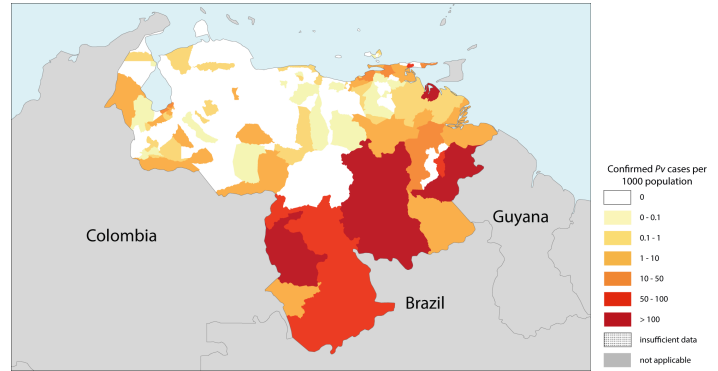 Colombia
Guyana
Brazil
Confirmed Pv cases per
1000 population
0
0 - 0.1
0.1 - 1
1 - 10
10 - 50
50 - 100
> 100
insufficient data
not applicable